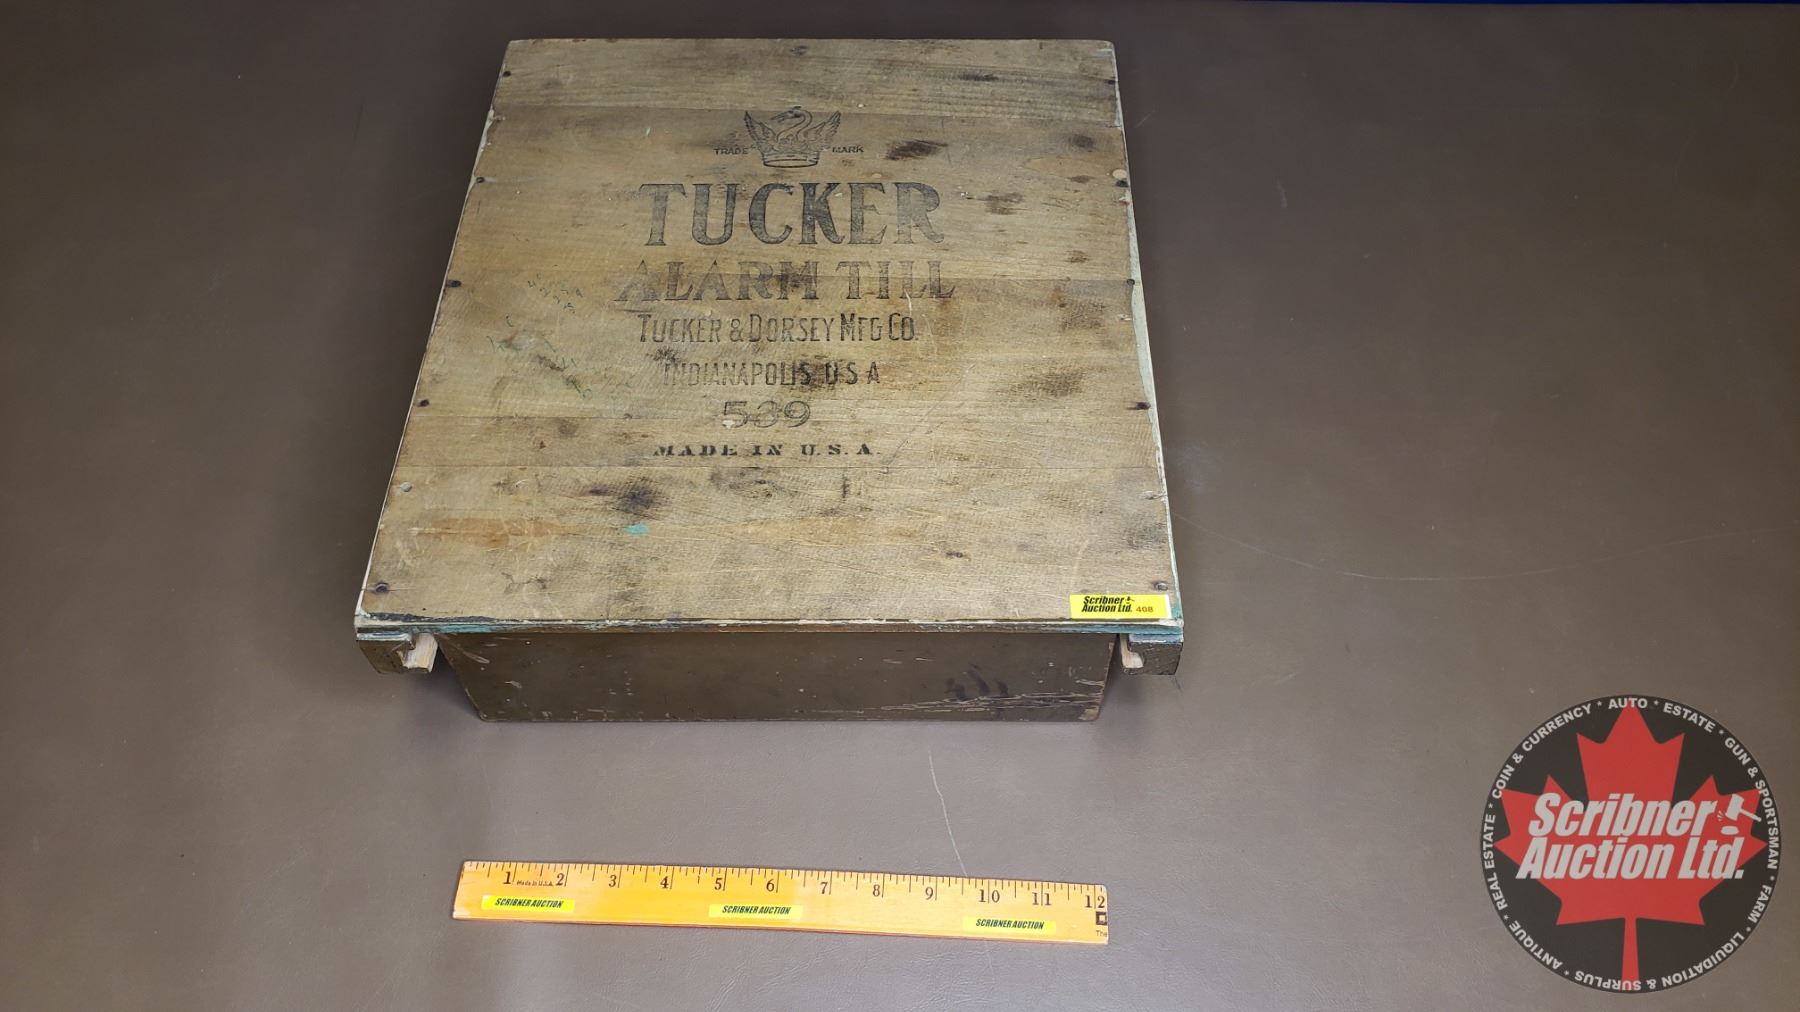 TRADE MARK
TUCKER
ALARM TILL
TUCKER & DORSEY MFG CO.
INDIANAPOLIS U S A
539
MADE IN U.S.A.
Scribner
Auction Ltd. 408
1 2 3 4 5 6 7 8 9 10 11 12
Made in U.S.A.
The
SCRIBNER AUCTION
SCRIBNER AUCTION
SCRIBNER AUCTION
Scribner
Auction Ltd.
ANTIQUE * REAL ESTATE * COIN & CURRENCY * AUTO * ESTATE * GUN & SPORTSMAN * FARM * LIQUIDATION & SURPLUS *